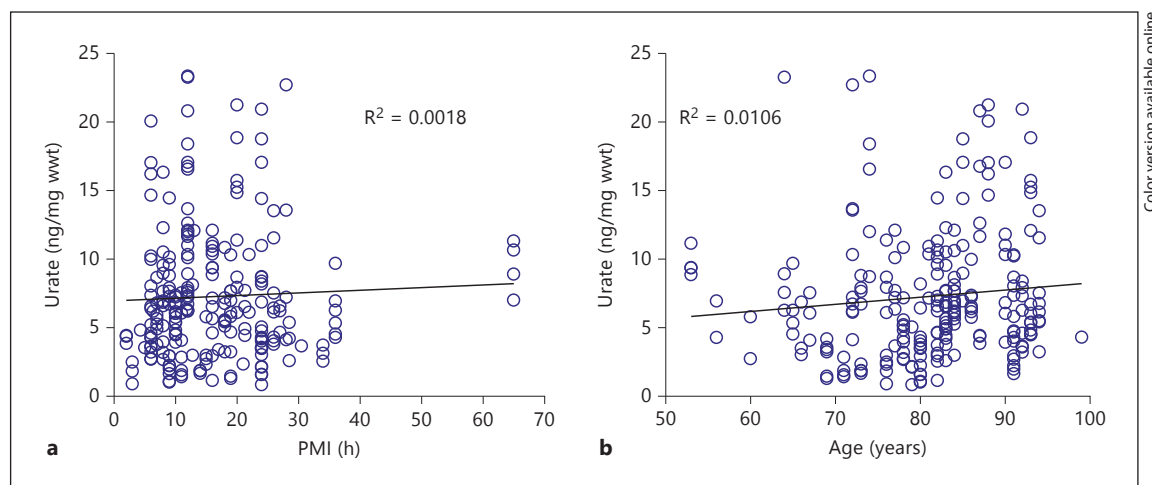 Color version available online
25
20
15
10
5
0
Urate (ng/mg wwt)
R² = 0.0018
0 10 20 30 40 50 60 70
PMI (h)
a
25
20
15
10
5
0
Urate (ng/mg wwt)
R² = 0.0106
50 60 70 80 90 100
Age (years)
b